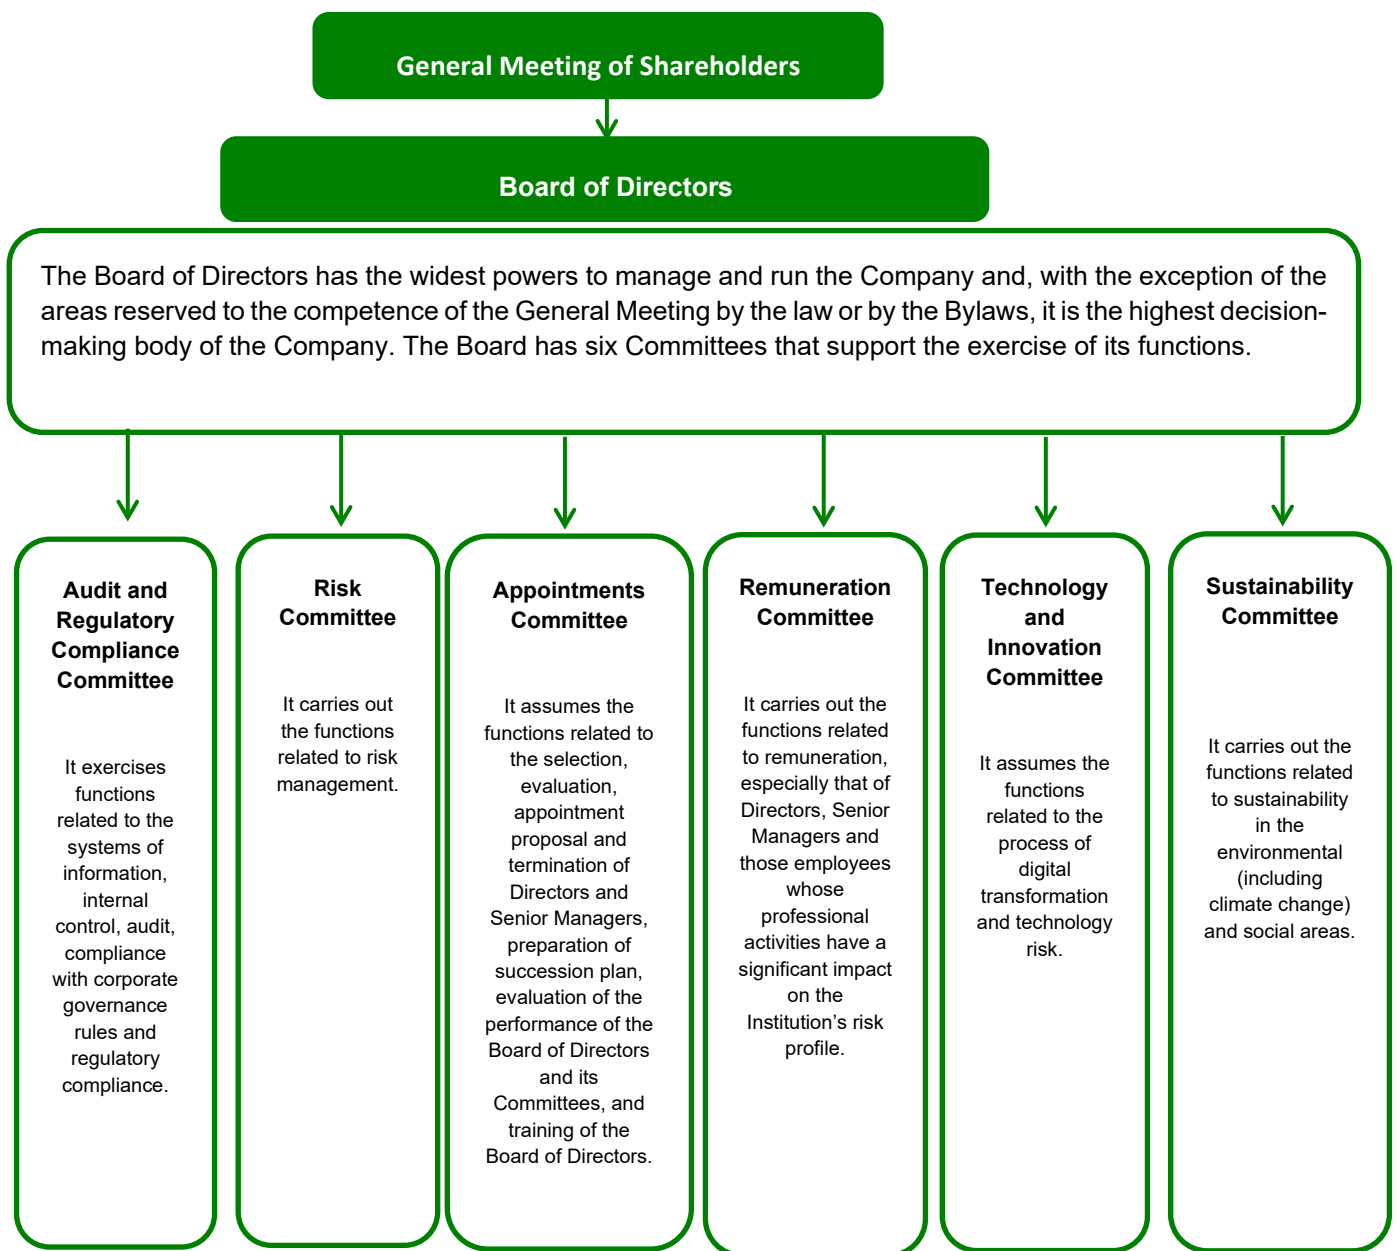 General Meeting of Shareholders
Board of Directors
The Board of Directors has the widest powers to manage and run the Company and, with the exception of the
areas reserved to the competence of the General Meeting by the law or by the Bylaws, it is the highest decision-
making body of the Company. The Board has six Committees that support the exercise of its functions.
Audit and
Regulatory
Compliance
Committee
It exercises
functions
related to the
systems of
information,
internal
control, audit,
compliance
with corporate
governance
rules and
regulatory
compliance.
Risk
Committee
It carries out
the functions
related to risk
management.
Appointments
Committee
It assumes the
functions related to
the selection,
evaluation,
appointment
proposal and
termination of
Directors and
Senior Managers,
preparation of
succession plan,
evaluation of the
performance of the
Board of Directors
and its
Committees, and
training of the
Board of Directors.
Remuneration
Committee
It carries out the
functions related
to remuneration,
especially that of
Directors, Senior
Managers and
those employees
whose
professional
activities have a
significant impact
on the
Institution’s risk
profile.
Technology
and
Innovation
Committee
It assumes the
functions
related to the
process of
digital
transformation
and technology
risk.
Sustainability
Committee
It carries out the
functions related
to sustainability
in the
environmental
(including
climate change)
and social areas.